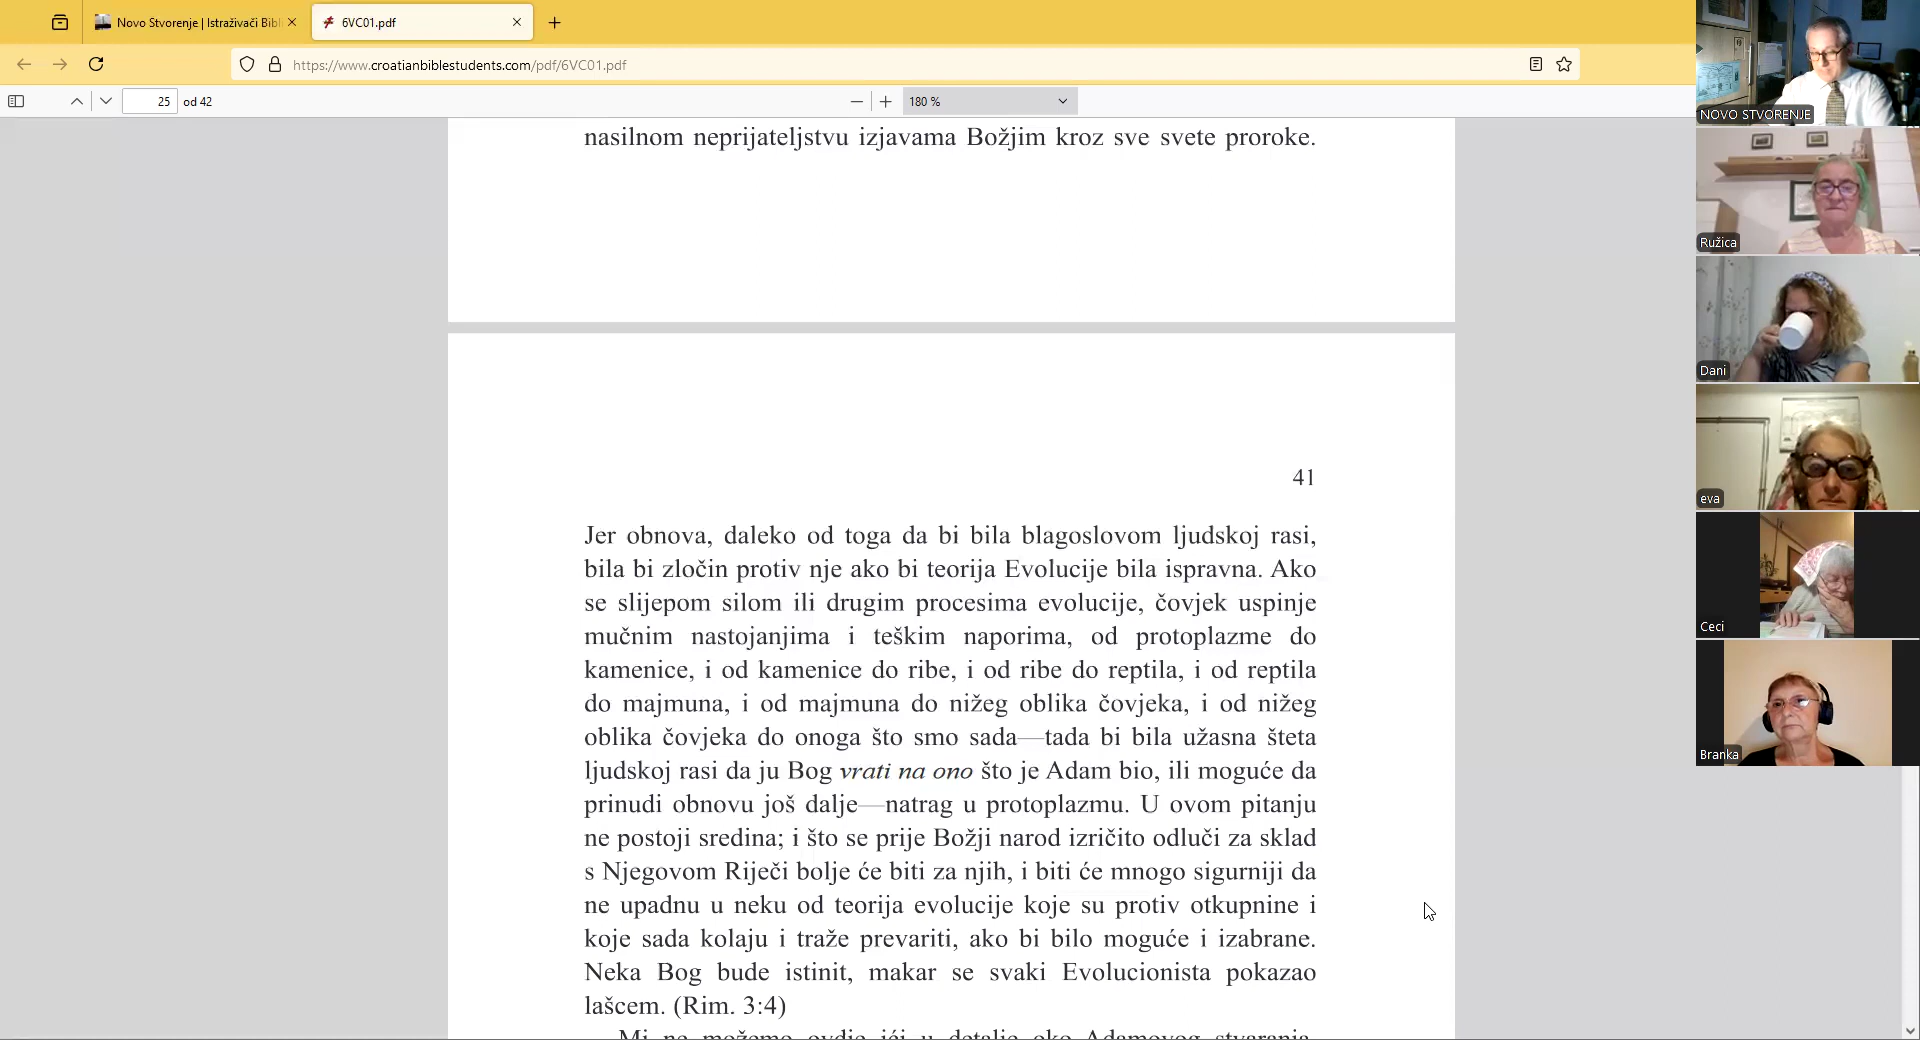 Novo Stvorenje | Istraživači Bibl
6VC01.pdf
https://www.croatianbiblestudents.com/pdf/6VC01.pdf
25 od 42
180 %
nasilnom neprijateljstvu izjavama Božjim kroz sve svete proroke.
41
Jer obnova, daleko od toga da bi bila blagoslovom ljudskoj rasi,
bila bi zločin protiv nje ako bi teorija Evolucije bila ispravna. Ako
se slijepom silom ili drugim procesima evolucije, čovjek uspinje
mučnim nastojanjima i teškim naporima, od protoplazme do
kamenice, i od kamenice do ribe, i od ribe do reptila, i od reptila
do majmuna, i od majmuna do nižeg oblika čovjeka, i od nižeg
oblika čovjeka do onoga što smo sada—tada bi bila užasna šteta
ljudskoj rasi da ju Bog vrati na ono što je Adam bio, ili moguće da
prinudi obnovu još dalje—natrag u protoplazmu. U ovom pitanju
ne postoji sredina; i što se prije Božji narod izričito odluči za sklad
s Njegovom Riječi bolje će biti za njih, i biti će mnogo sigurniji da
ne upadnu u neku od teorija evolucije koje su protiv otkupnine i
koje sada kolaju i traže prevariti, ako bi bilo moguće i izabrane.
Neka Bog bude istinit, makar se svaki Evolucionista pokazao
lašcem. (Rim. 3:4)
Mi ne možemo ovdje ići u detalje oko Adamovog stvaranja,
NOVO STVORENJE
Ružica
Dani
eva
Ceci
Branka